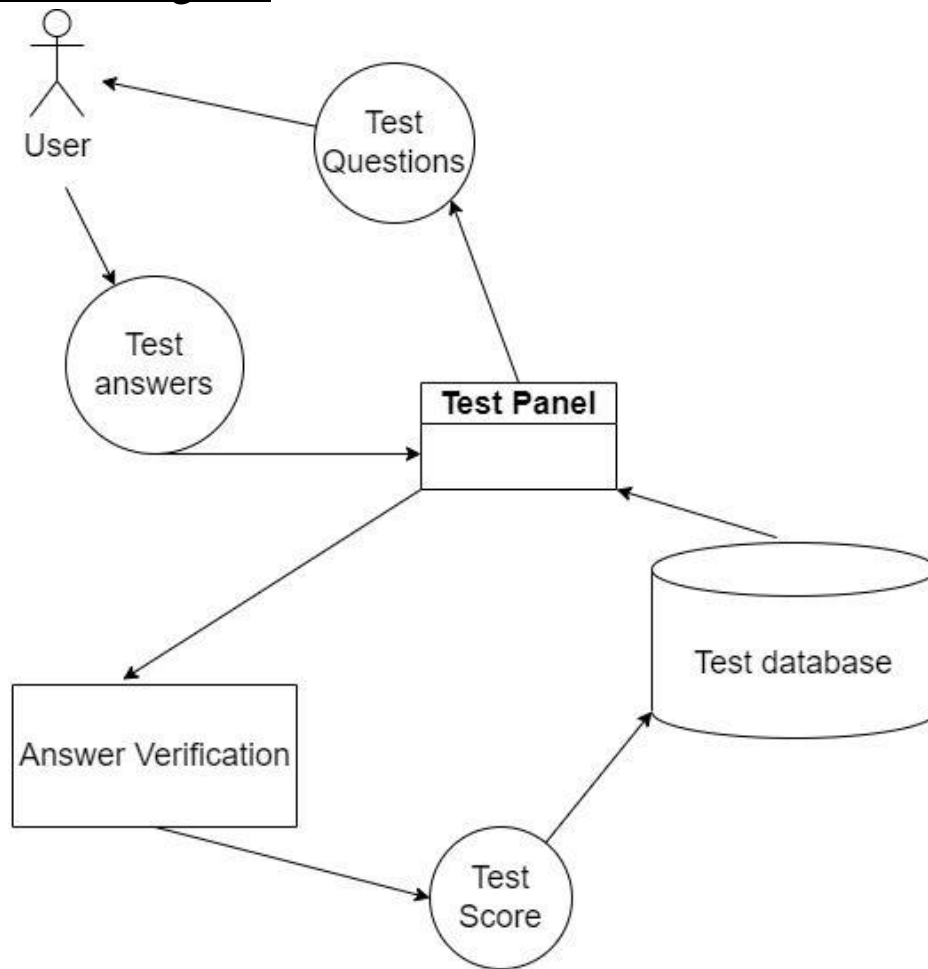 User
Test
Questions
Test
answers
Test Panel
Test database
Answer Verification
Test
Score